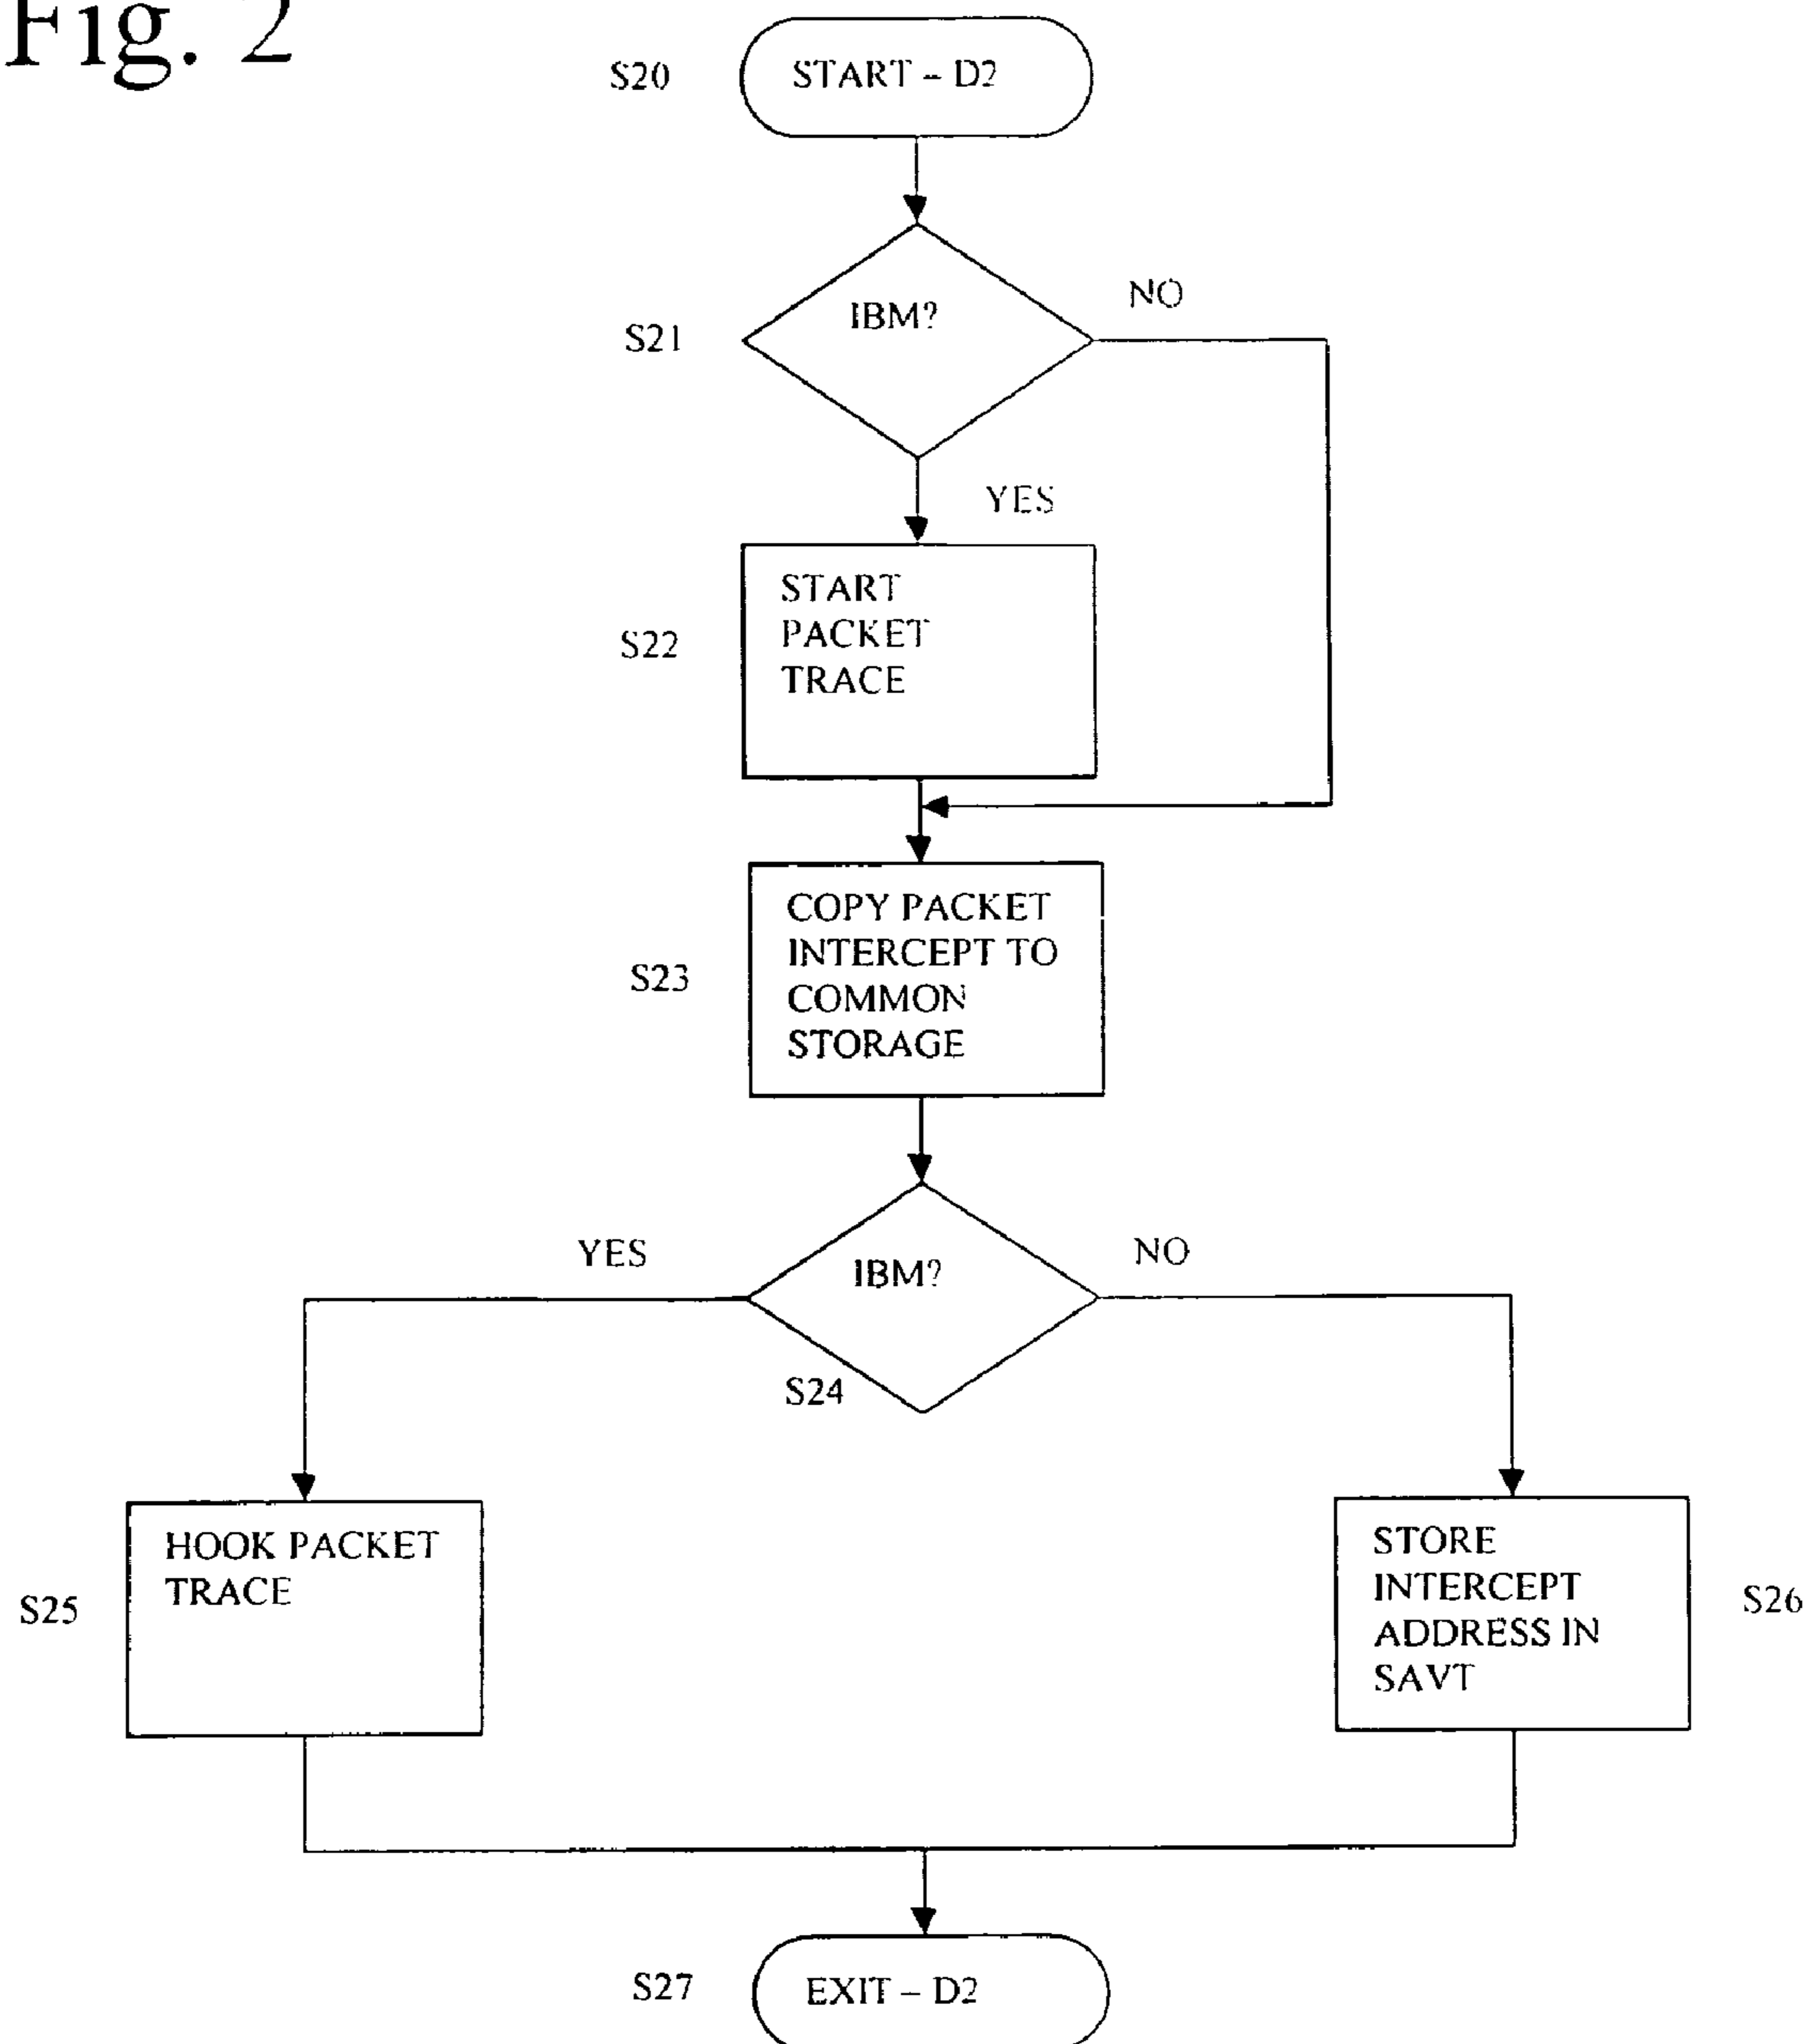 Fig. 2
S20
START – D2
IBM?
NO
S21
YES
START
PACKET
TRACE
S22
COPY PACKET
INTERCEPT TO
COMMON
STORAGE
S23
YES
IBM?
NO
S24
HOOK PACKET
TRACE
S25
STORE
INTERCEPT
ADDRESS IN
SAVT
S26
S27
EXIT – D2